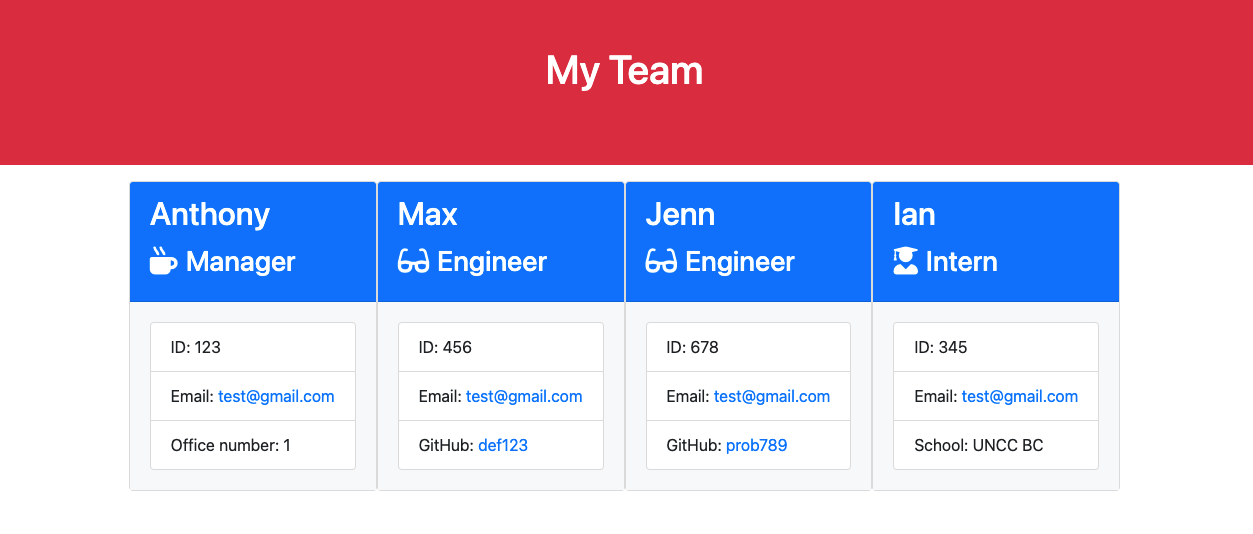 My Team
Anthony
Manager
ID: 123
Email: test@gmail.com
Office number: 1
Max
Engineer
ID: 456
Email: test@gmail.com
GitHub: def123
Jenn
Engineer
ID: 678
Email: test@gmail.com
GitHub: prob789
Ian
Intern
ID: 345
Email: test@gmail.com
School: UNCC BC